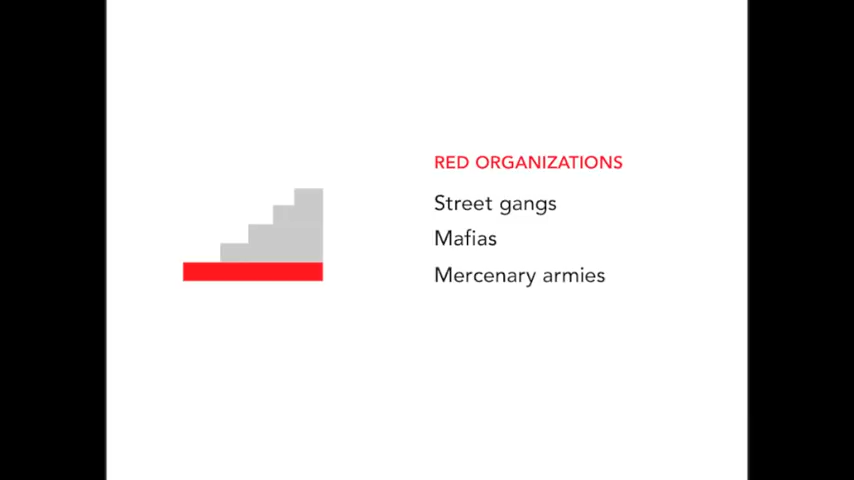 RED ORGANIZATIONS
Street gangs
Mafias
Mercenary armies